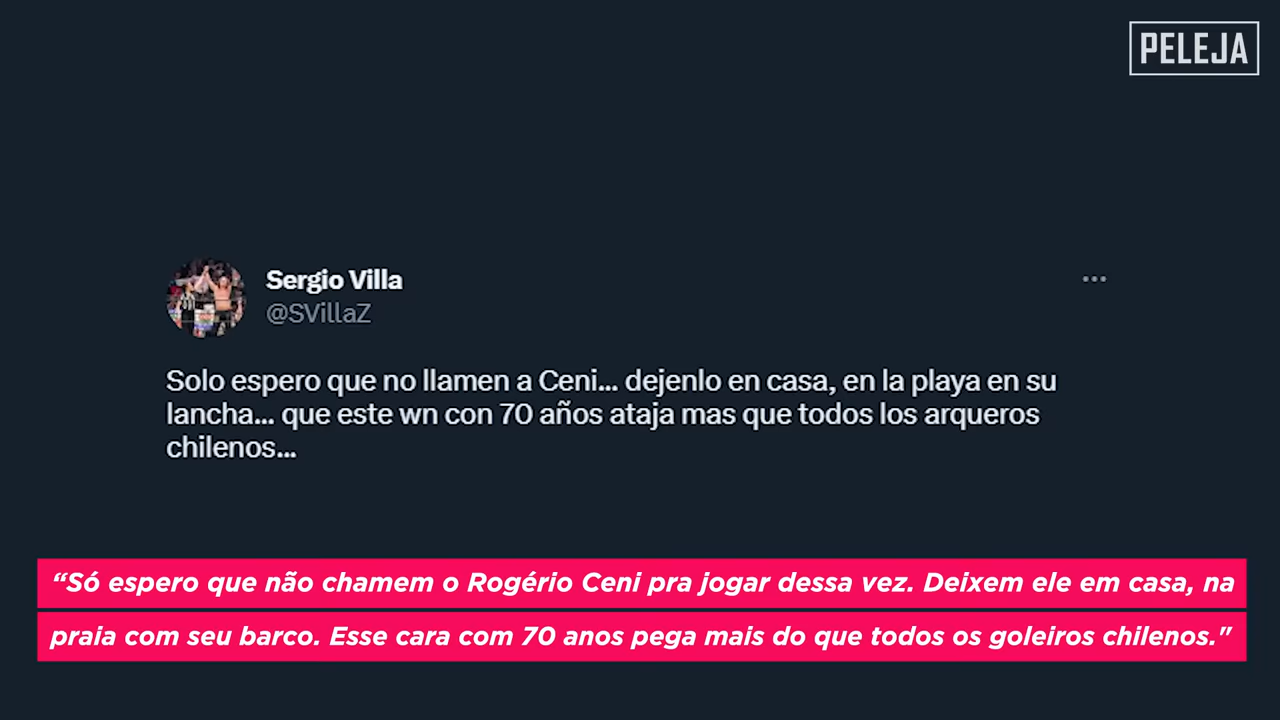 PELEJA
Sergio Villa
@SVillaZ
Solo espero que no llamen a Ceni... dejenlo en casa, en la playa en su
lancha... que este wn con 70 años ataja mas que todos los arqueros
chilenos...
“Só espero que não chamem o Rogério Ceni pra jogar dessa vez. Deixem ele em casa, na
praia com seu barco. Esse cara com 70 anos pega mais do que todos os goleiros chilenos."